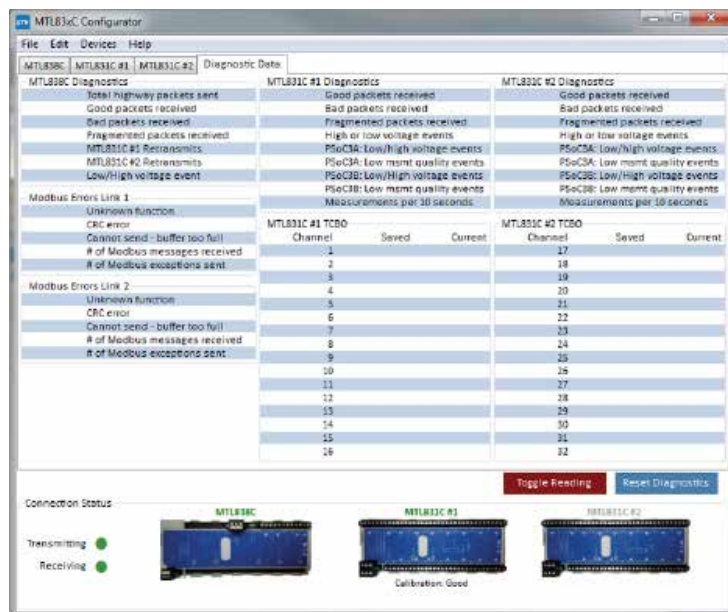 MTL83xC Configurator
File Edit Devices Help
MTL838C MTL831C #1 MTL831C #2 Diagnostic Data
MTL838C Diagnostics
Total highway packets sent
Good packets received
Bad packets received
Fragmented packets received
MTL831C #1 Retransmits
MTL831C #2 Retransmits
Low/High voltage event
Modbus Errors Link 1
Unknown function
CRC error
Cannot send - buffer too full
# of Modbus messages received
# of Modbus exceptions sent
Modbus Errors Link 2
Unknown function
CRC error
Cannot send - buffer too full
# of Modbus messages received
# of Modbus exceptions sent
MTL831C #1 Diagnostics
Good packets received
Bad packets received
Fragmented packets received
High or low voltage events
PSoC3A: Low/high voltage events
PSoC3A: Low msmt quality events
PSoC3B: Low/High voltage events
PSoC3B: Low msmt quality events
Measurements per 10 seconds
MTL831C #1 TCBO
Channel Saved Current
1
2
3
4
5
6
7
8
9
10
11
12
13
14
15
16
MTL831C #2 Diagnostics
Good packets received
Bad packets received
Fragmented packets received
High or low voltage events
PSoC3A: Low/high voltage events
PSoC3A: Low msmt quality events
PSoC3B: Low/High voltage events
PSoC3B: Low msmt quality events
Measurements per 10 seconds
MTL831C #2 TCBO
Channel Saved Current
17
18
19
20
21
22
23
24
25
26
27
28
29
30
31
32
Toggle Reading Reset Diagnostics
Connection Status
Transmitting
Receiving
MTL838C
MTL831C #1
Calibration: Good
MTL831C #2